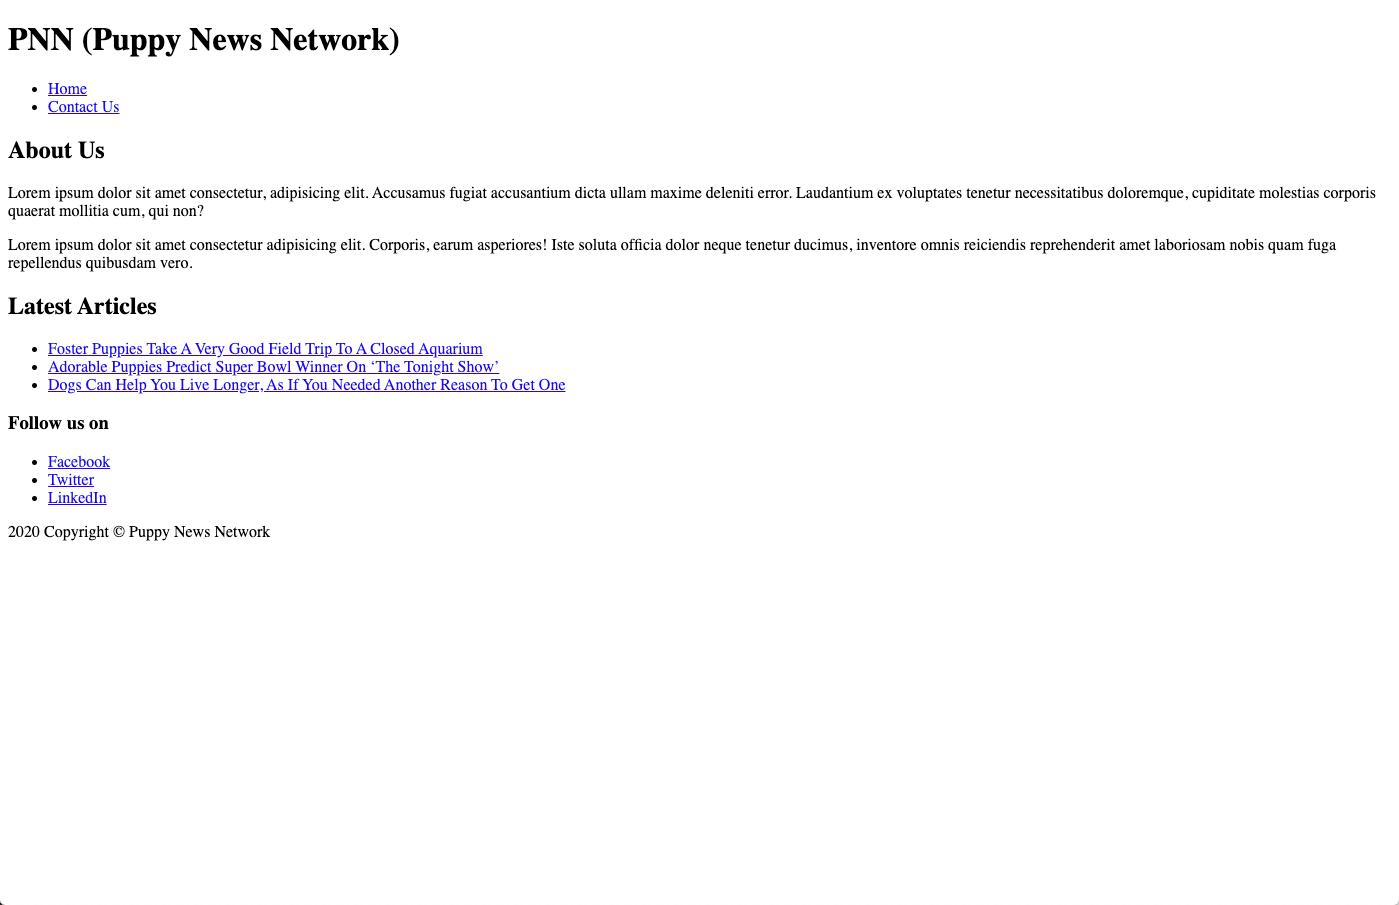 PNN (Puppy News Network)
Home
Contact Us
About Us
Lorem ipsum dolor sit amet consectetur, adipisicing elit. Accusamus fugiat accusantium dicta ullam maxime deleniti error. Laudantium ex voluptates tenetur necessitatibus doloremque, cupiditate molestias corporis
quaerat mollitia cum, qui non?
Lorem ipsum dolor sit amet consectetur adipisicing elit. Corporis, earum asperiores! Iste soluta officia dolor neque tenetur ducimus, inventore omnis reiciendis reprehenderit amet laboriosam nobis quam fuga
repellendus quibusdam vero.
Latest Articles
Foster Puppies Take A Very Good Field Trip To A Closed Aquarium
Adorable Puppies Predict Super Bowl Winner On ‘The Tonight Show’
Dogs Can Help You Live Longer, As If You Needed Another Reason To Get One
Follow us on
Facebook
Twitter
LinkedIn
2020 Copyright © Puppy News Network